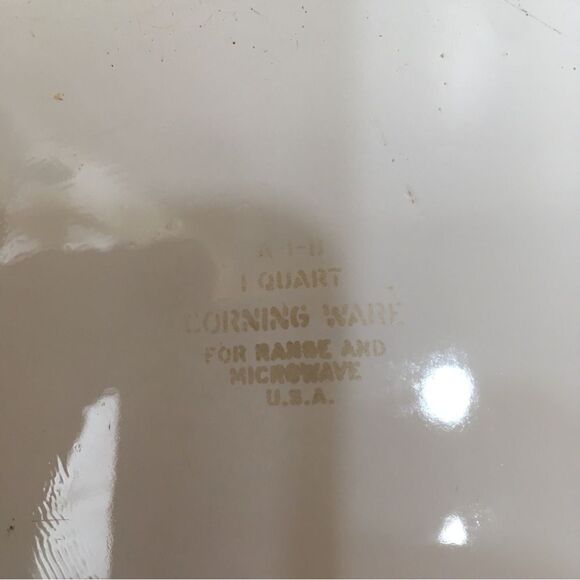 A-1-B
1 QUART
CORNING WARE
FOR RANGE AND
MICROWAVE
U.S.A.